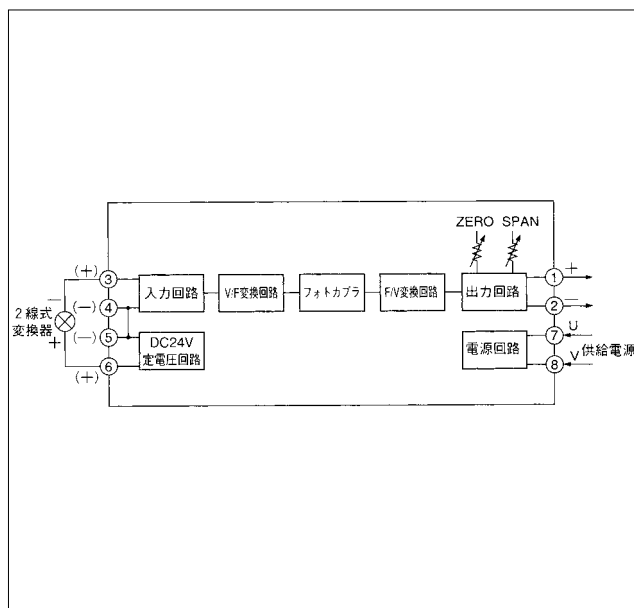 ZERO SPAN
(+) ③ 入力回路 V/F変換回路 フォトカプラ F/V変換回路 出力回路 ① +
− (−) ④ ② −
2線式
変換器
+ (−) ⑤ DC24V
定電圧回路
(+) ⑥
電源回路 ⑦ U
⑧ V 供給電源